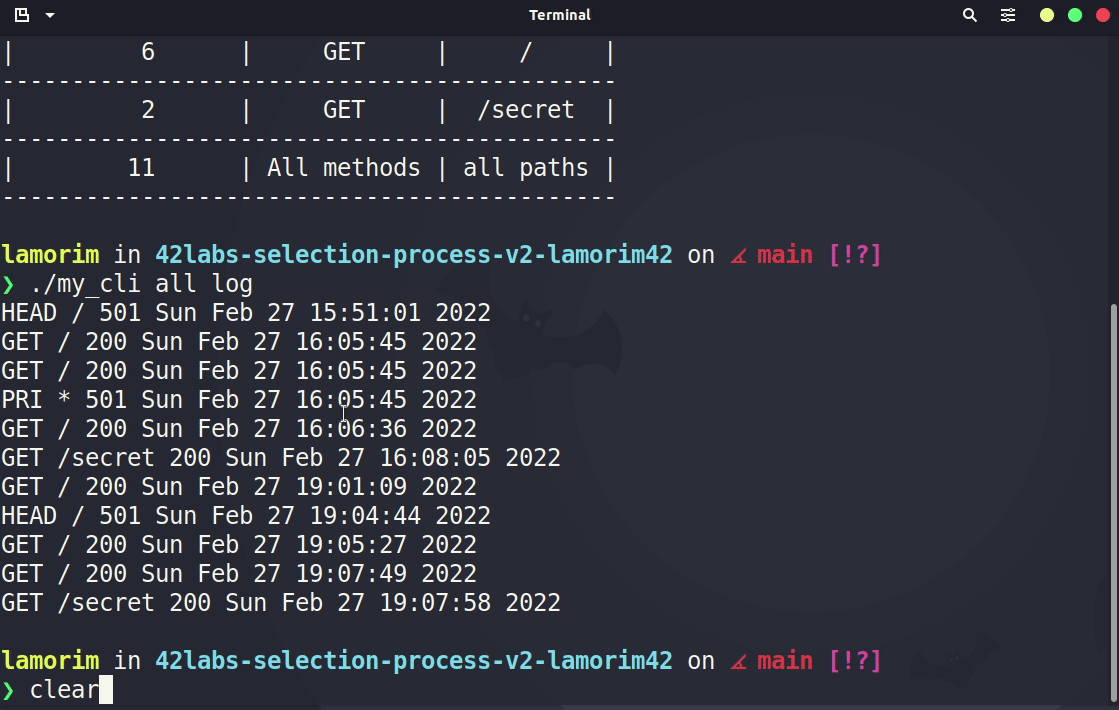 Terminal
|         6      |     GET     |     /     |
--------------------------------------------
|         2      |     GET     |  /secret  |
--------------------------------------------
|        11      | All methods | all paths |
--------------------------------------------
lamorim in 42labs-selection-process-v2-lamorim42 on main [!?]
❯ ./my_cli all log
HEAD / 501 Sun Feb 27 15:51:01 2022
GET / 200 Sun Feb 27 16:05:45 2022
GET / 200 Sun Feb 27 16:05:45 2022
PRI * 501 Sun Feb 27 16:05:45 2022
GET / 200 Sun Feb 27 16:06:36 2022
GET /secret 200 Sun Feb 27 16:08:05 2022
GET / 200 Sun Feb 27 19:01:09 2022
HEAD / 501 Sun Feb 27 19:04:44 2022
GET / 200 Sun Feb 27 19:05:27 2022
GET / 200 Sun Feb 27 19:07:49 2022
GET /secret 200 Sun Feb 27 19:07:58 2022
lamorim in 42labs-selection-process-v2-lamorim42 on main [!?]
❯ clear